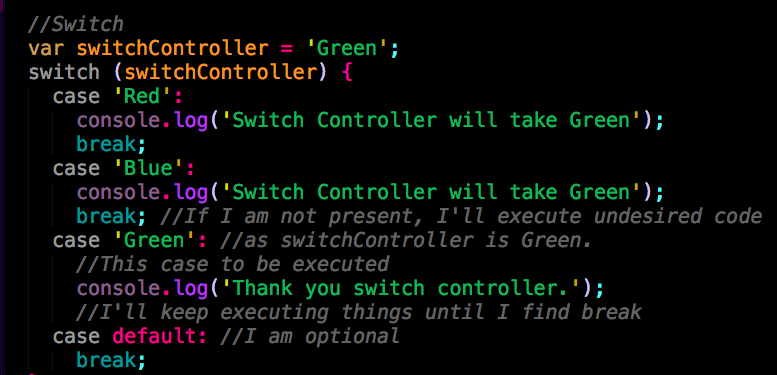 //Switch
var switchController = 'Green';
switch (switchController) {
case 'Red':
console.log('Switch Controller will take Green');
break;
case 'Blue':
console.log('Switch Controller will take Green');
break; //If I am not present, I'll execute undesired code
case 'Green': //as switchController is Green.
//This case to be executed
console.log('Thank you switch controller.');
//I'll keep executing things until I find break
case default: //I am optional
break;